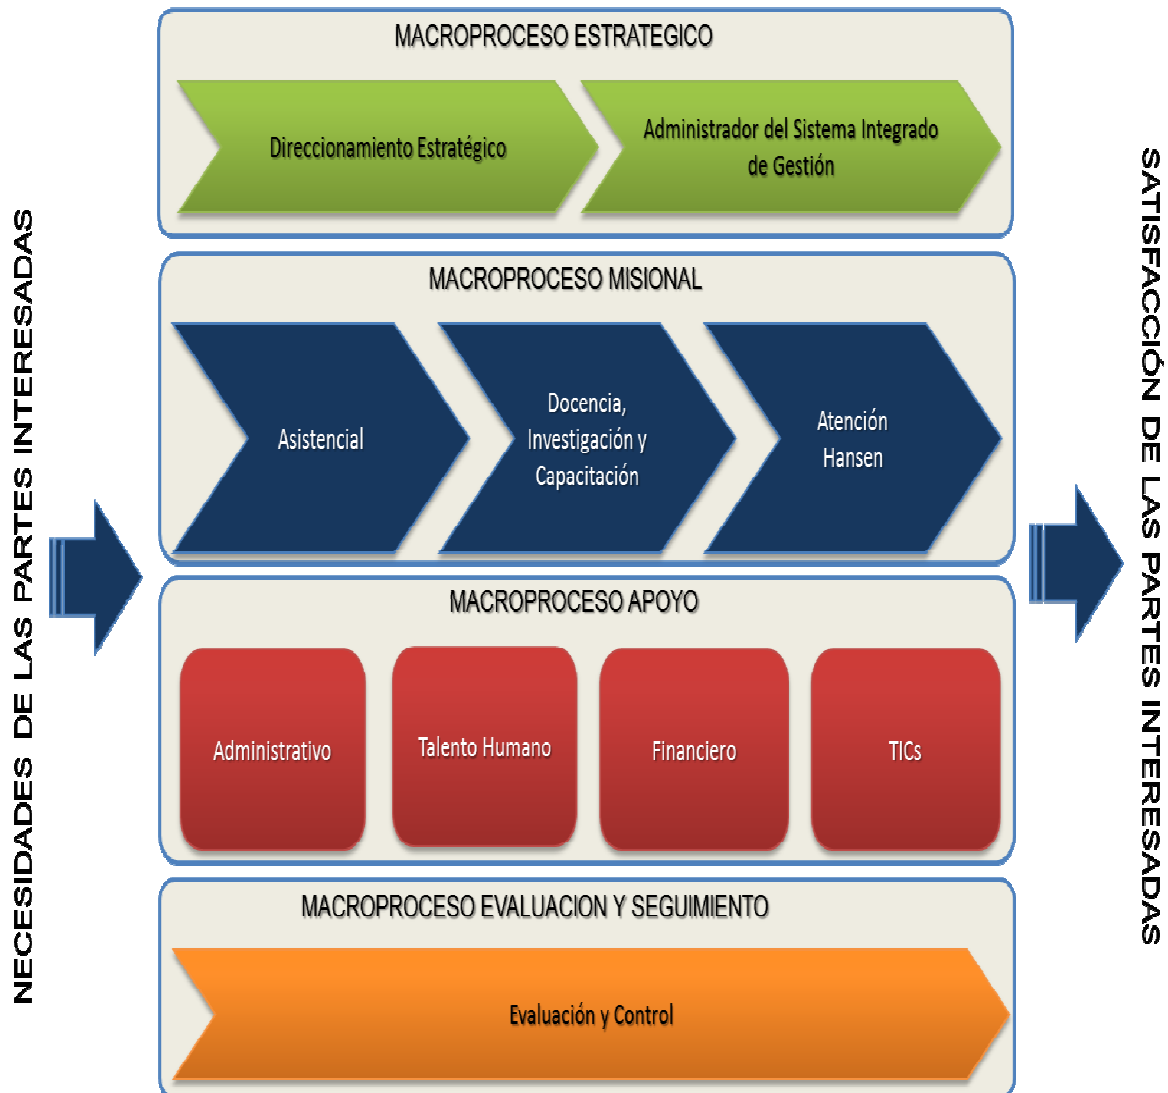 NECESIDADES DE LAS PARTES INTERESADAS
MACROPROCESO ESTRATEGICO
Direccionamiento Estratégico
Administrador del Sistema Integrado
de Gestión
MACROPROCESO MISIONAL
Asistencial
Docencia,
Investigación y
Capacitación
Atención
Hansen
MACROPROCESO APOYO
Administrativo
Talento Humano
Financiero
TICs
MACROPROCESO EVALUACION Y SEGUIMIENTO
Evaluación y Control
SATISFACCIÓN DE LAS PARTES INTERESADAS